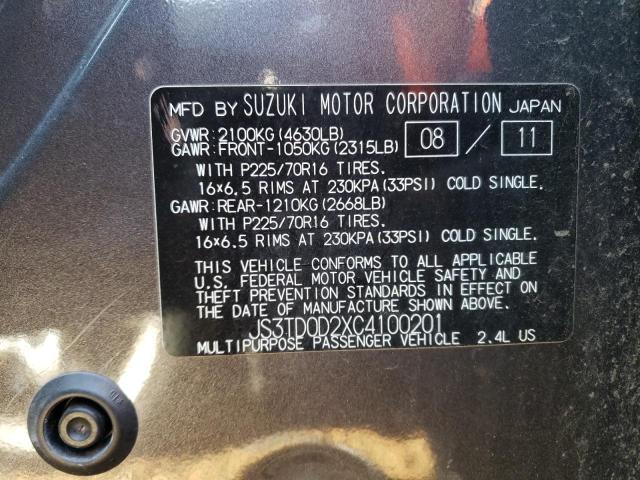 MFD BY SUZUKI MOTOR CORPORATION JAPAN
GVWR:2100KG(4630LB)
GAWR:FRONT-1050KG(2315LB) 08 / 11
WITH P225/70R16 TIRES.
16×6.5 RIMS AT 230KPA(33PSI) COLD SINGLE.
GAWR:REAR-1210KG(2668LB)
WITH P225/70R16 TIRES.
16×6.5 RIMS AT 230KPA(33PSI) COLD SINGLE.
THIS VEHICLE CONFORMS TO ALL APPLICABLE
U.S. FEDERAL MOTOR VEHICLE SAFETY AND
THEFT PREVENTION STANDARDS IN EFFECT ON
THE DATE OF MANUFACTURE SHOWN ABOVE.
JS3TD0D2XC4100201
MULTIPURPOSE PASSENGER VEHICLE 2.4L US